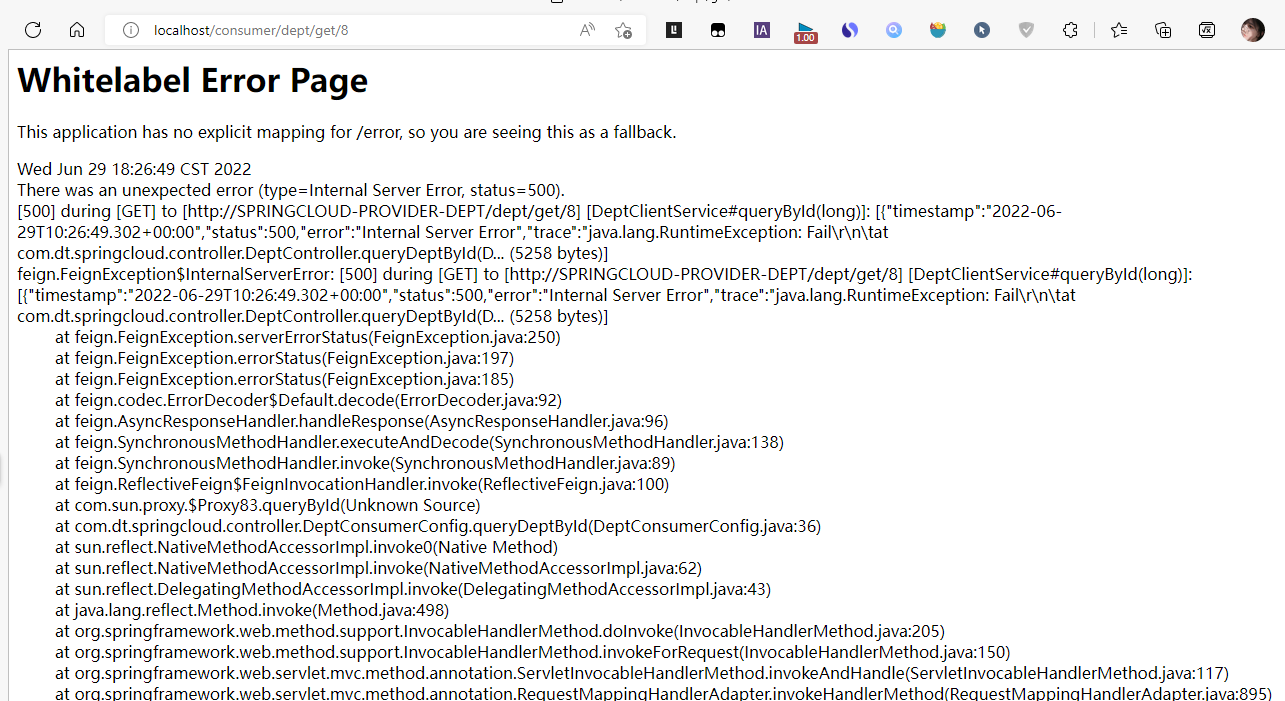 localhost/consumer/dept/get/8
IA
1.00
Whitelabel Error Page
This application has no explicit mapping for /error, so you are seeing this as a fallback.
Wed Jun 29 18:26:49 CST 2022
There was an unexpected error (type=Internal Server Error, status=500).
[500] during [GET] to [http://SPRINGCLOUD-PROVIDER-DEPT/dept/get/8] [DeptClientService#queryById(long)]: [{"timestamp":"2022-06-
29T10:26:49.302+00:00","status":500,"error":"Internal Server Error","trace":"java.lang.RuntimeException: Fail\r\n\tat
com.dt.springcloud.controller.DeptController.queryDeptById(D... (5258 bytes)]
feign.FeignException$InternalServerError: [500] during [GET] to [http://SPRINGCLOUD-PROVIDER-DEPT/dept/get/8] [DeptClientService#queryById(long)]:
[{"timestamp":"2022-06-29T10:26:49.302+00:00","status":500,"error":"Internal Server Error","trace":"java.lang.RuntimeException: Fail\r\n\tat
com.dt.springcloud.controller.DeptController.queryDeptById(D... (5258 bytes)]
at feign.FeignException.serverErrorStatus(FeignException.java:250)
at feign.FeignException.errorStatus(FeignException.java:197)
at feign.FeignException.errorStatus(FeignException.java:185)
at feign.codec.ErrorDecoder$Default.decode(ErrorDecoder.java:92)
at feign.AsyncResponseHandler.handleResponse(AsyncResponseHandler.java:96)
at feign.SynchronousMethodHandler.executeAndDecode(SynchronousMethodHandler.java:138)
at feign.SynchronousMethodHandler.invoke(SynchronousMethodHandler.java:89)
at feign.ReflectiveFeign$FeignInvocationHandler.invoke(ReflectiveFeign.java:100)
at com.sun.proxy.$Proxy83.queryById(Unknown Source)
at com.dt.springcloud.controller.DeptConsumerConfig.queryDeptById(DeptConsumerConfig.java:36)
at sun.reflect.NativeMethodAccessorImpl.invoke0(Native Method)
at sun.reflect.NativeMethodAccessorImpl.invoke(NativeMethodAccessorImpl.java:62)
at sun.reflect.DelegatingMethodAccessorImpl.invoke(DelegatingMethodAccessorImpl.java:43)
at java.lang.reflect.Method.invoke(Method.java:498)
at org.springframework.web.method.support.InvocableHandlerMethod.doInvoke(InvocableHandlerMethod.java:205)
at org.springframework.web.method.support.InvocableHandlerMethod.invokeForRequest(InvocableHandlerMethod.java:150)
at org.springframework.web.servlet.mvc.method.annotation.ServletInvocableHandlerMethod.invokeAndHandle(ServletInvocableHandlerMethod.java:117)
at org.springframework.web.servlet.mvc.method.annotation.RequestMappingHandlerAdapter.invokeHandlerMethod(RequestMappingHandlerAdapter.java:895)